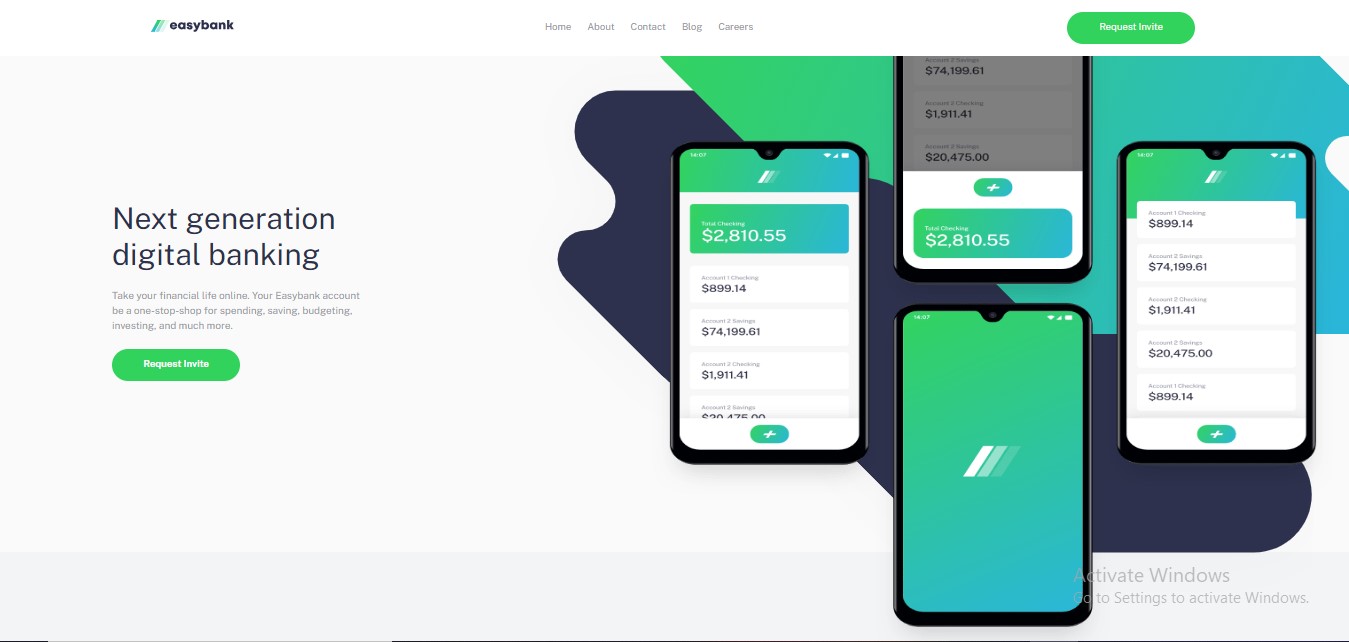 easybank
Home About Contact Blog Careers
Request Invite
Next generation
digital banking
Take your financial life online. Your Easybank account
be a one-stop-shop for spending, saving, budgeting,
investing, and much more.
Request Invite
14:07
Total Checking
$2,810.55
Account 1 Checking
$899.14
Account 2 Savings
$74,199.61
Account 2 Checking
$1,911.41
Account 2 Savings
$20,475.00
Account 2 Savings
$74,199.61
Account 2 Checking
$1,911.41
Account 2 Savings
$20,475.00
Total Checking
$2,810.55
14:07
14:07
Account 1 Checking
$899.14
Account 2 Savings
$74,199.61
Account 2 Checking
$1,911.41
Account 2 Savings
$20,475.00
Account 1 Checking
$899.14
Activate Windows
Go to Settings to activate Windows.